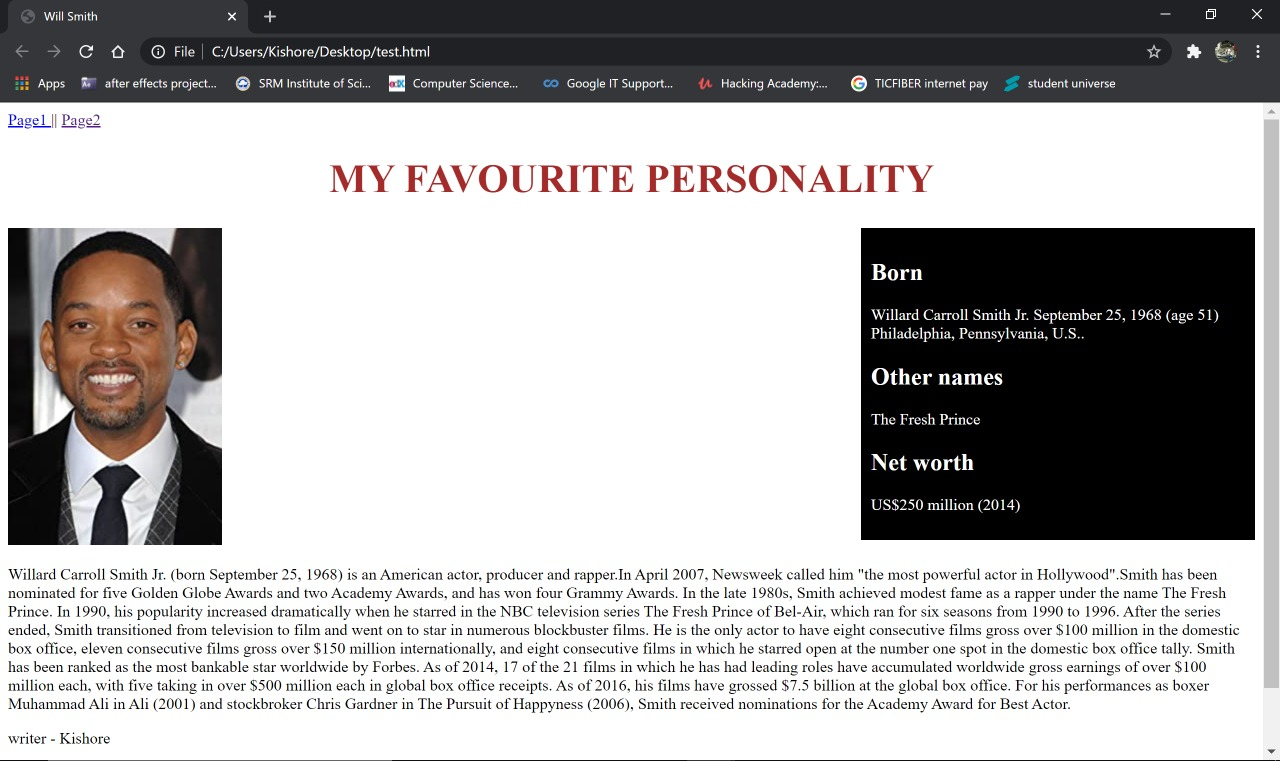 Will Smith
File C:/Users/Kishore/Desktop/test.html
Apps after effects project... SRM Institute of Sci... edX Computer Science... Google IT Support... Hacking Academy:... TICFIBER internet pay student universe
Page1 || Page2
MY FAVOURITE PERSONALITY
Born
Willard Carroll Smith Jr. September 25, 1968 (age 51)
Philadelphia, Pennsylvania, U.S..
Other names
The Fresh Prince
Net worth
US$250 million (2014)
Willard Carroll Smith Jr. (born September 25, 1968) is an American actor, producer and rapper.In April 2007, Newsweek called him "the most powerful actor in Hollywood".Smith has been
nominated for five Golden Globe Awards and two Academy Awards, and has won four Grammy Awards. In the late 1980s, Smith achieved modest fame as a rapper under the name The Fresh
Prince. In 1990, his popularity increased dramatically when he starred in the NBC television series The Fresh Prince of Bel-Air, which ran for six seasons from 1990 to 1996. After the series
ended, Smith transitioned from television to film and went on to star in numerous blockbuster films. He is the only actor to have eight consecutive films gross over $100 million in the domestic
box office, eleven consecutive films gross over $150 million internationally, and eight consecutive films in which he starred open at the number one spot in the domestic box office tally. Smith
has been ranked as the most bankable star worldwide by Forbes. As of 2014, 17 of the 21 films in which he has had leading roles have accumulated worldwide gross earnings of over $100
million each, with five taking in over $500 million each in global box office receipts. As of 2016, his films have grossed $7.5 billion at the global box office. For his performances as boxer
Muhammad Ali in Ali (2001) and stockbroker Chris Gardner in The Pursuit of Happyness (2006), Smith received nominations for the Academy Award for Best Actor.
writer - Kishore